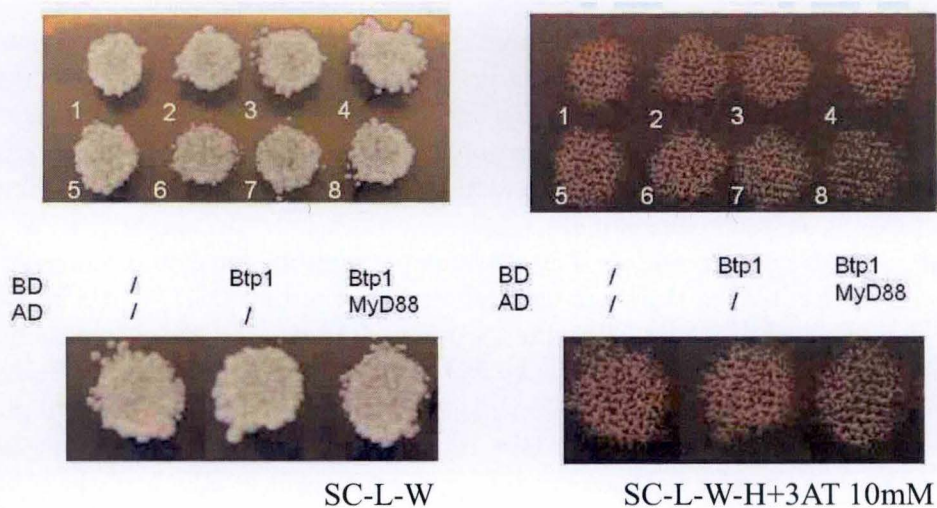 1 2 3 4
5 6 7 8
1 2 3 4
5 6 7 8
BD / Btp1 Btp1
AD / / MyD88
BD / Btp1 Btp1
AD / / MyD88
SC-L-W
SC-L-W-H+3AT 10mM